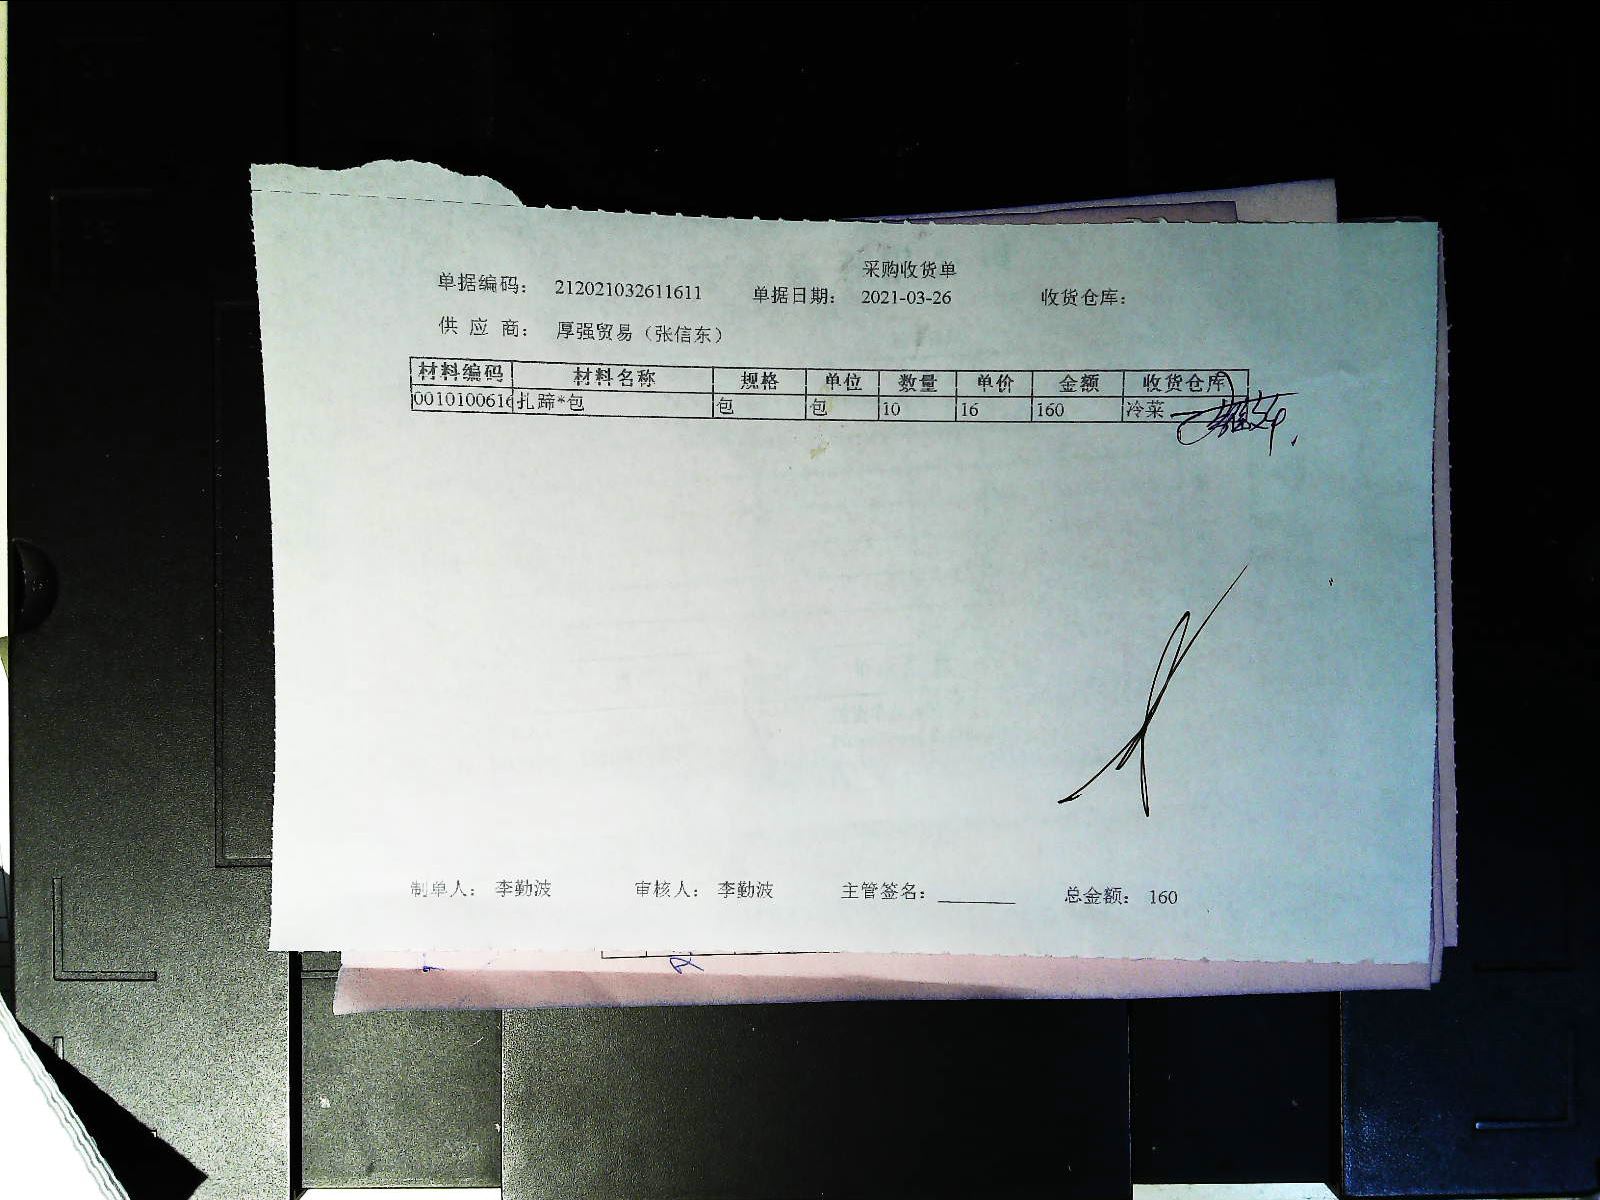 采购收货单
单据编码： 212021032611611 单据日期： 2021-03-26 收货仓库：
供 应 商： 厚强贸易（张信东）
材料编码 材料名称 规格 单位 数量 单价 金额 收货仓库
0010100616 扎蹄*包 包 包 10 16 160 冷菜
制单人： 李勤波 审核人： 李勤波 主管签名： 总金额： 160